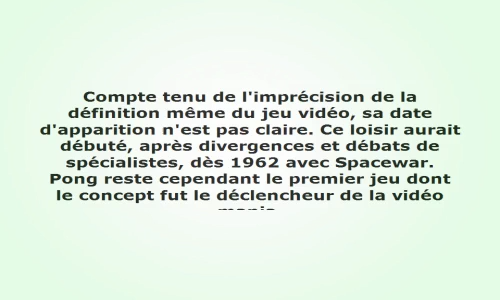 Compte tenu de l'imprécision de la
définition même du jeu vidéo, sa date
d'apparition n'est pas claire. Ce loisir aurait
débuté, après divergences et débats de
spécialistes, dès 1962 avec Spacewar.
Pong reste cependant le premier jeu dont
le concept fut le déclencheur de la vidéo